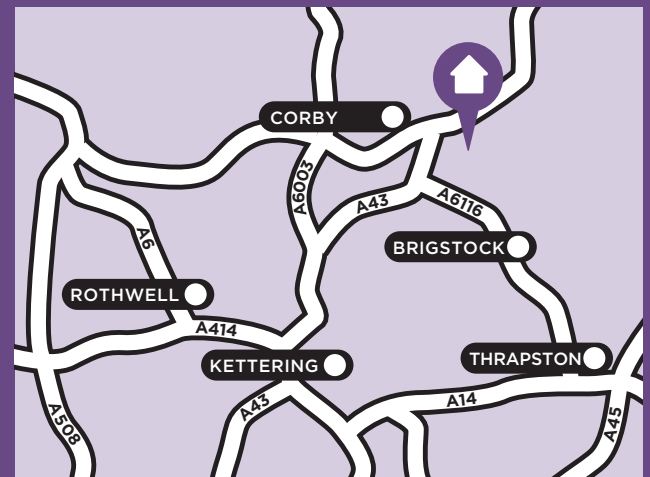 CORBY
A6003
A43
A6116
A6
BRIGSTOCK
ROTHWELL
A414
KETTERING
THRAPSTON
A43
A14
A508
A45